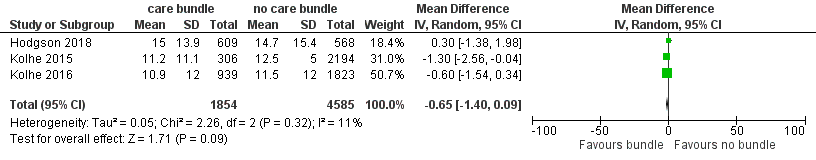 care bundle no care bundle Mean Difference Mean Difference
Study or Subgroup Mean SD Total Mean SD Total Weight IV, Random, 95% CI IV, Random, 95% CI
Hodgson 2018 15 13.9 609 14.7 15.4 568 18.4% 0.30 [-1.38, 1.98]
Kolhe 2015 11.2 11.1 306 12.5 5 2194 31.0% -1.30 [-2.56, -0.04]
Kolhe 2016 10.9 12 939 11.5 12 1823 50.7% -0.60 [-1.54, 0.34]
Total (95% CI) 1854 4585 100.0% -0.65 [-1.40, 0.09]
Heterogeneity: Tau² = 0.05; Chi² = 2.26, df = 2 (P = 0.32); I² = 11%
Test for overall effect: Z = 1.71 (P = 0.09)
-100 -50 0 50 100
Favours bundle Favours no bundle